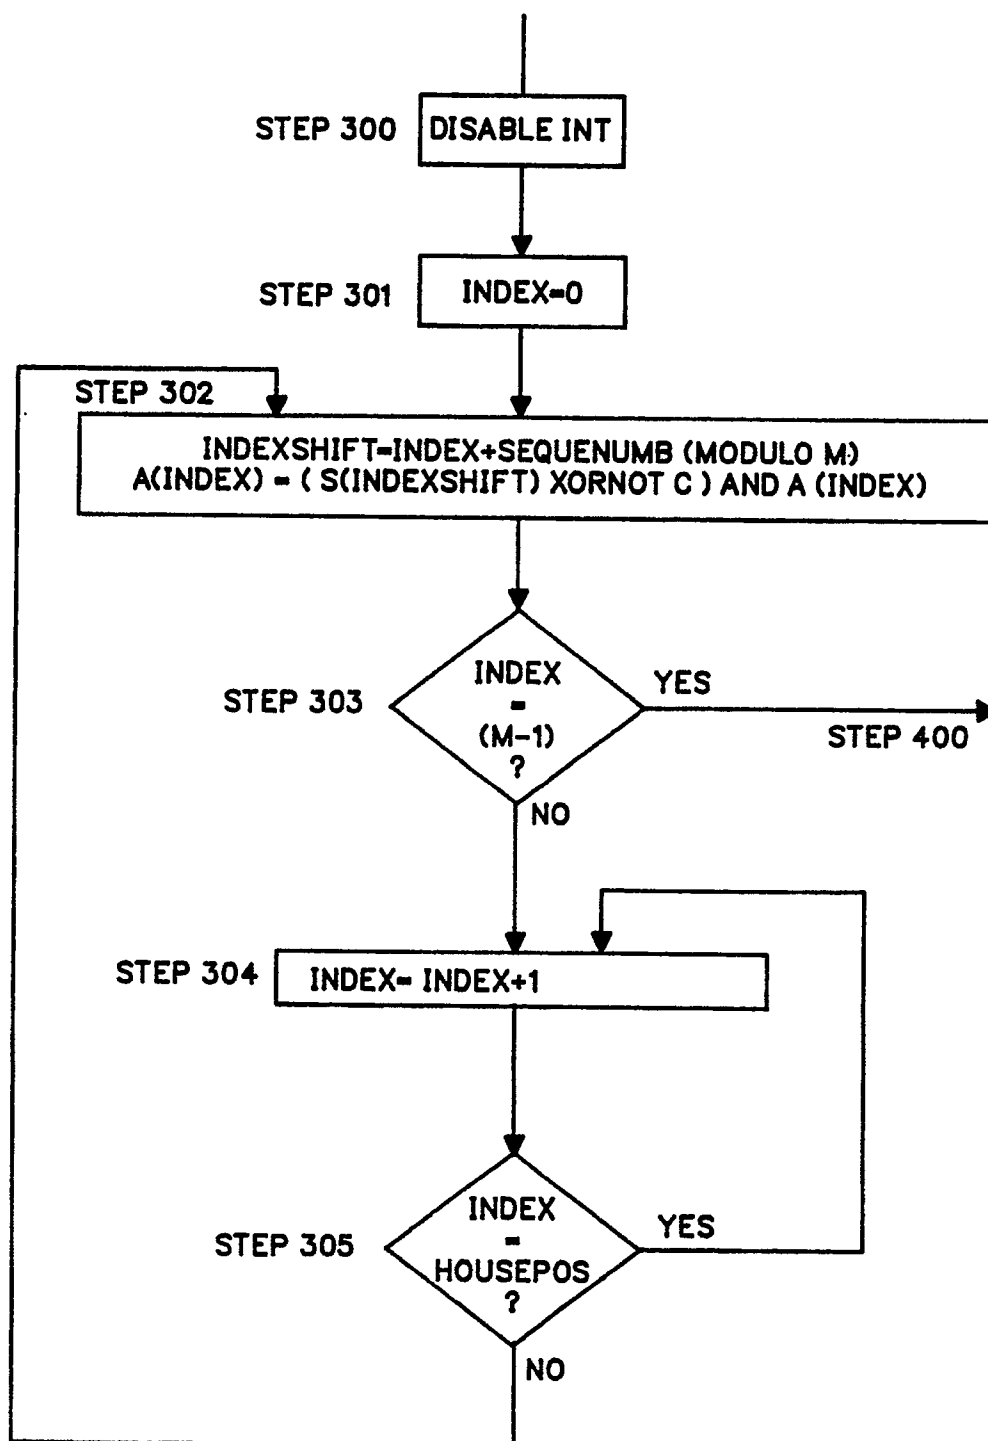 STEP 300
DISABLE INT
STEP 301
INDEX=0
STEP 302
INDEXSHIFT=INDEX+SEQUENUMB (MODULO M)
A(INDEX) = ( S(INDEXSHIFT) XORNOT C ) AND A (INDEX)
STEP 303
INDEX
=
(M-1)
?
YES
STEP 400
NO
STEP 304
INDEX= INDEX+1
STEP 305
INDEX
=
HOUSEPOS
?
YES
NO